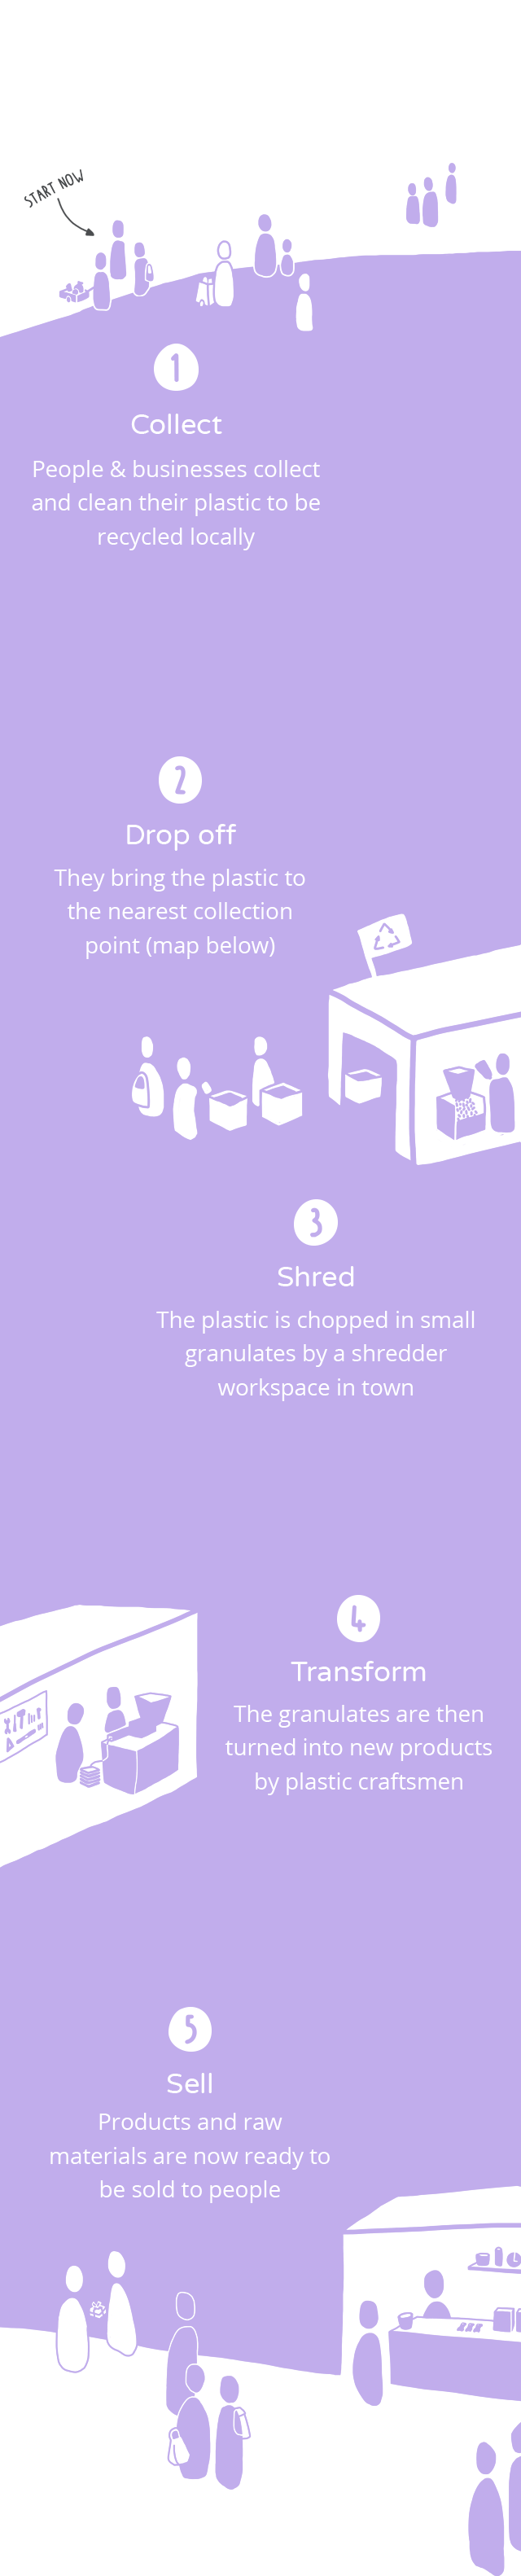 START NOW
1
Collect
People & businesses collect
and clean their plastic to be
recycled locally
2
Drop off
They bring the plastic to
the nearest collection
point (map below)
3
Shred
The plastic is chopped in small
granulates by a shredder
workspace in town
4
Transform
The granulates are then
turned into new products
by plastic craftsmen
5
Sell
Products and raw
materials are now ready to
be sold to people